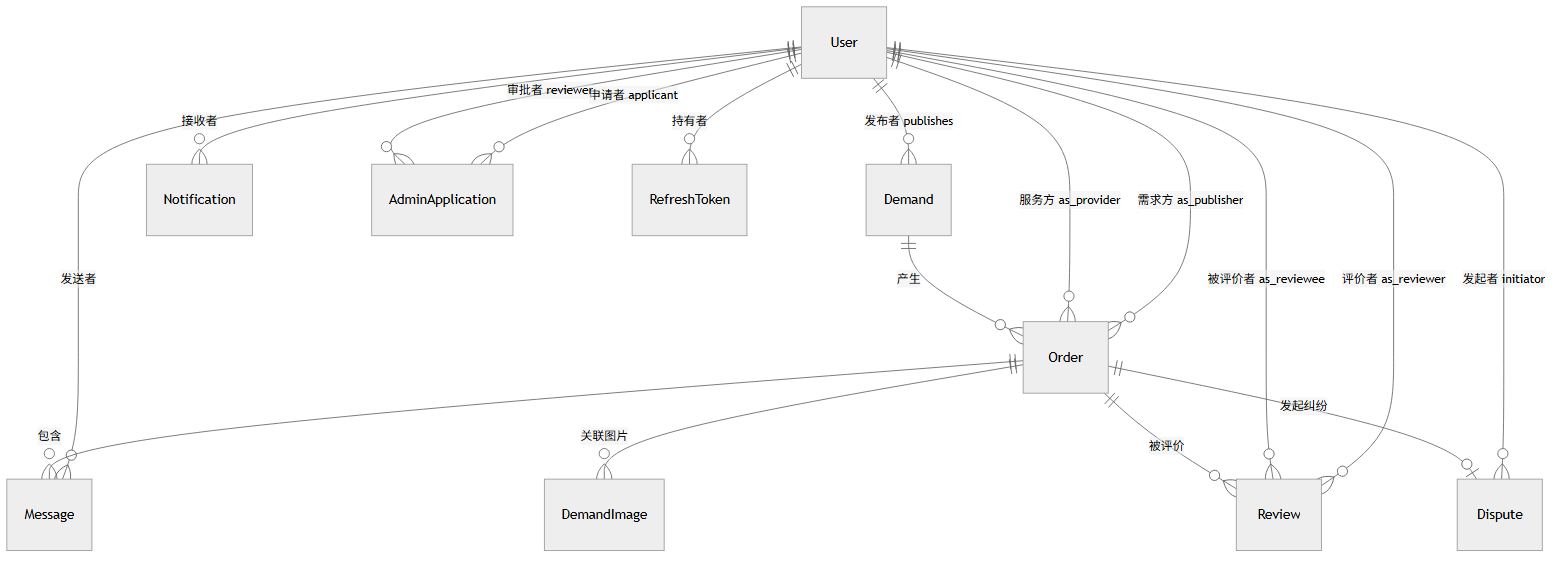 User
审批者 reviewer
申请者 applicant
接收者
持有者
发布者 publishes
Notification
AdminApplication
RefreshToken
Demand
服务方 as_provider
需求方 as_publisher
发送者
产生
被评价者 as_reviewee
评价者 as_reviewer
发起者 initiator
Order
发起纠纷
包含
关联图片
被评价
Message
DemandImage
Review
Dispute